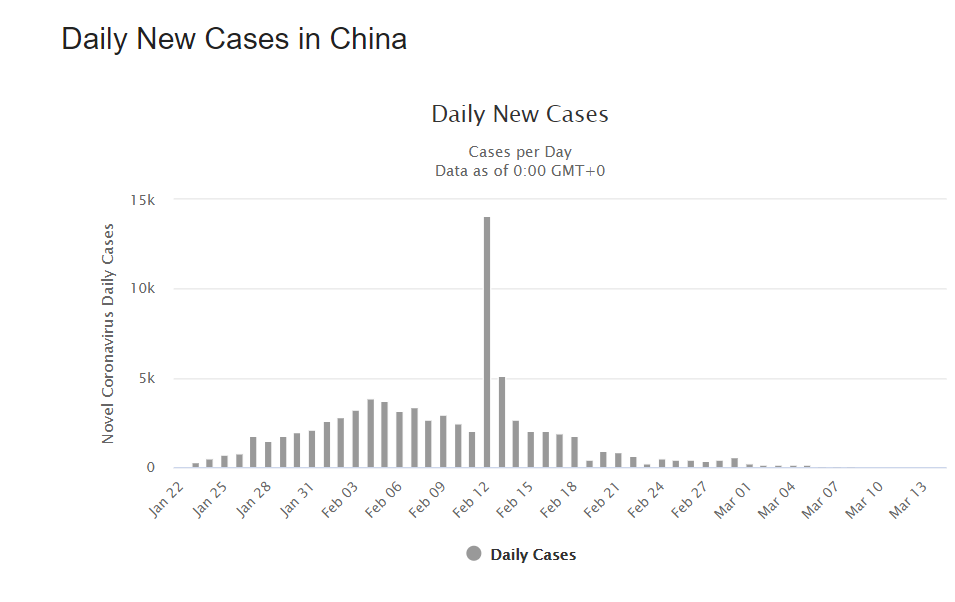 Daily New Cases in China
Daily New Cases
Cases per Day
Data as of 0:00 GMT+0
Novel Coronavirus Daily Cases
15k
10k
5k
0
Jan 22
Jan 25
Jan 28
Jan 31
Feb 03
Feb 06
Feb 09
Feb 12
Feb 15
Feb 18
Feb 21
Feb 24
Feb 27
Mar 01
Mar 04
Mar 07
Mar 10
Mar 13
Daily Cases